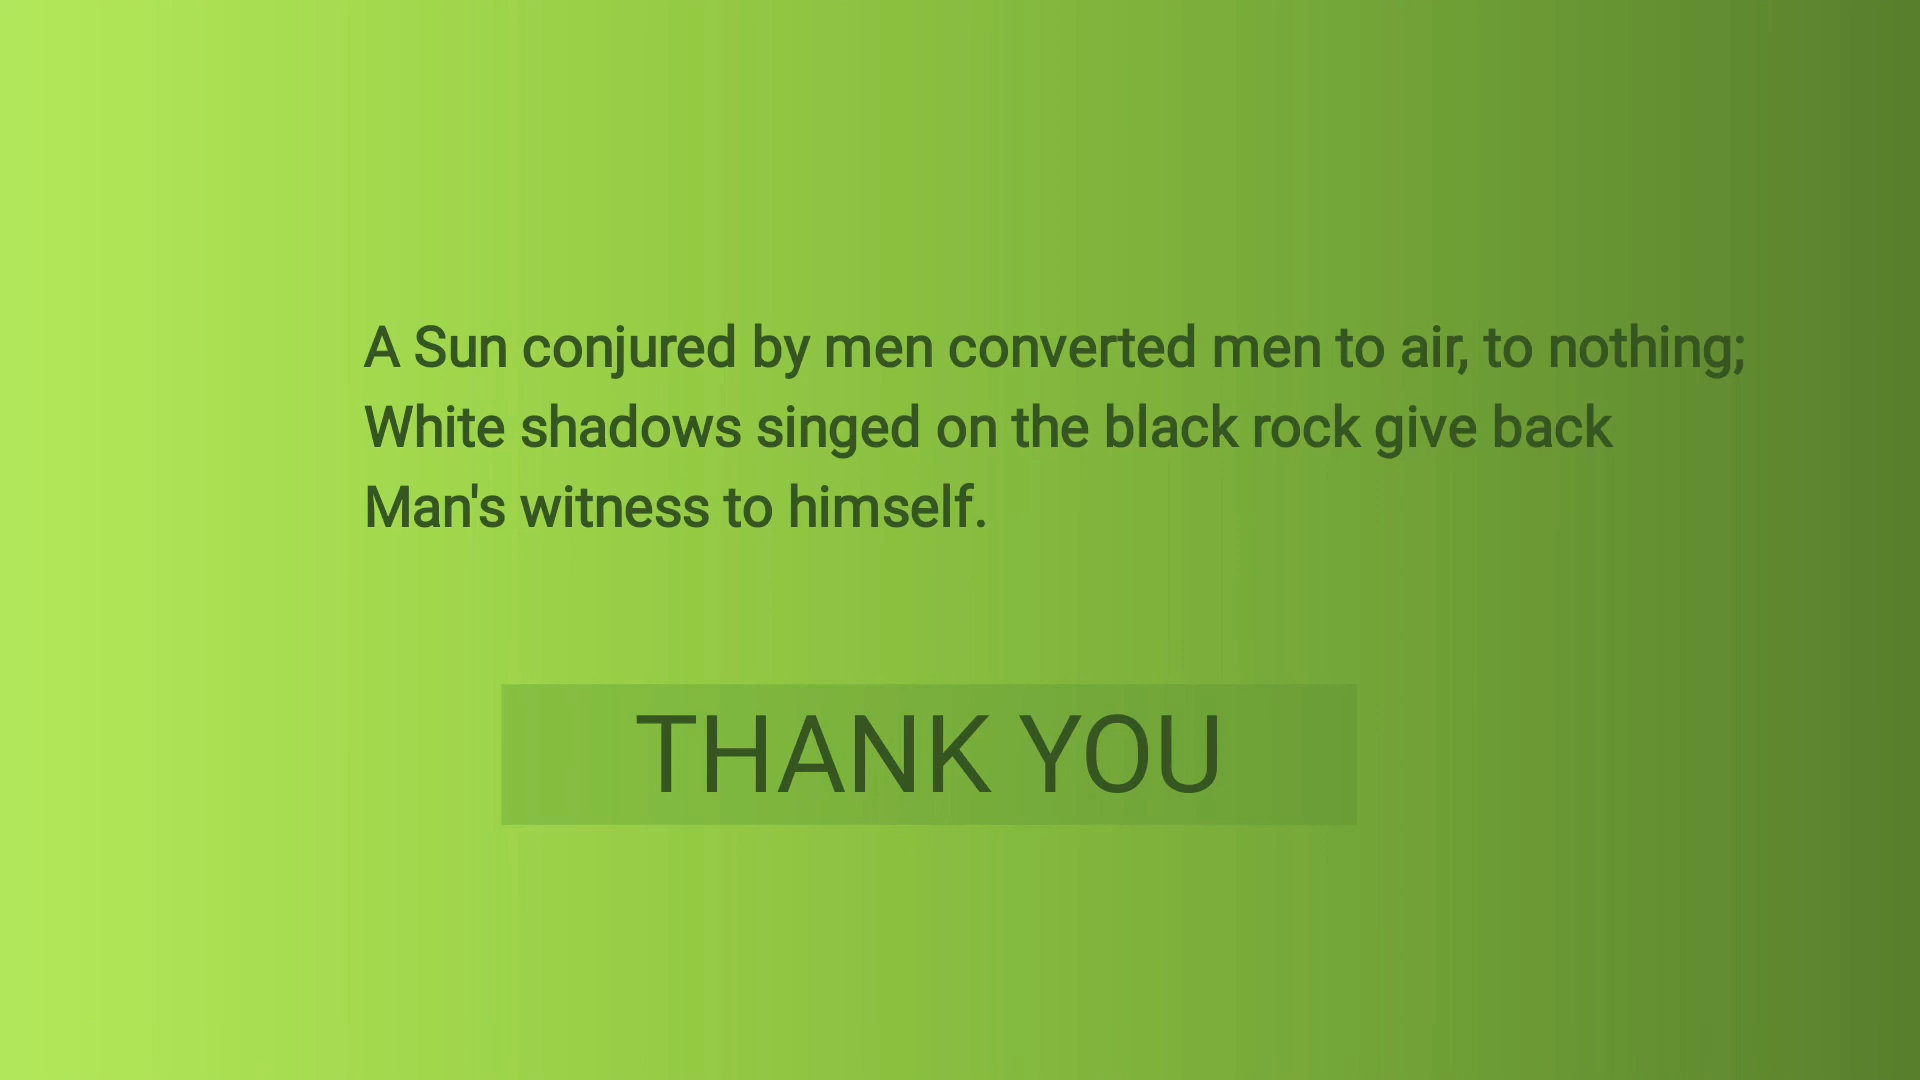 A Sun conjured by men converted men to air, to nothing;
White shadows singed on the black rock give back
Man's witness to himself.
THANK YOU